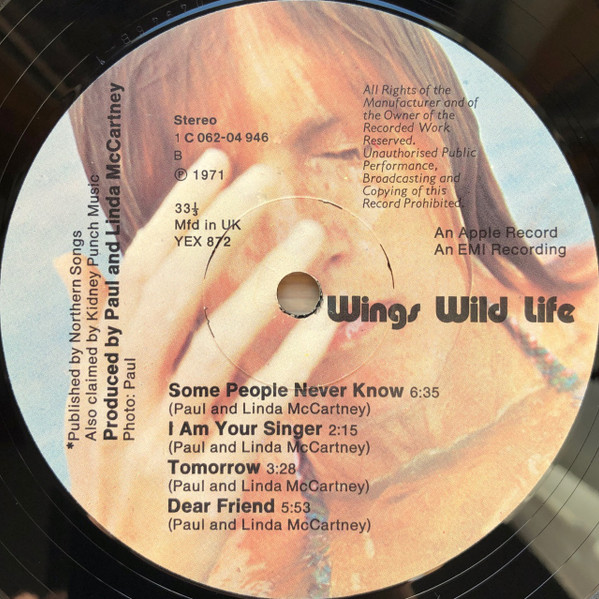 Stereo
1 C 062-04 946
B
Ⓟ 1971
33⅓
Mfd in UK
YEX 872
All Rights of the
Manufacturer and of
the Owner of the
Recorded Work
Reserved.
Unauthorised Public
Performance,
Broadcasting and
Copying of this
Record Prohibited.
An Apple Record
An EMI Recording
Wings Wild Life
Some People Never Know 6:35
(Paul and Linda McCartney)
I Am Your Singer 2:15
(Paul and Linda McCartney)
Tomorrow 3:28
(Paul and Linda McCartney)
Dear Friend 5:53
(Paul and Linda McCartney)
*Published by Northern Songs
Also claimed by Kidney Punch Music
Produced by Paul and Linda McCartney
Photo: Paul